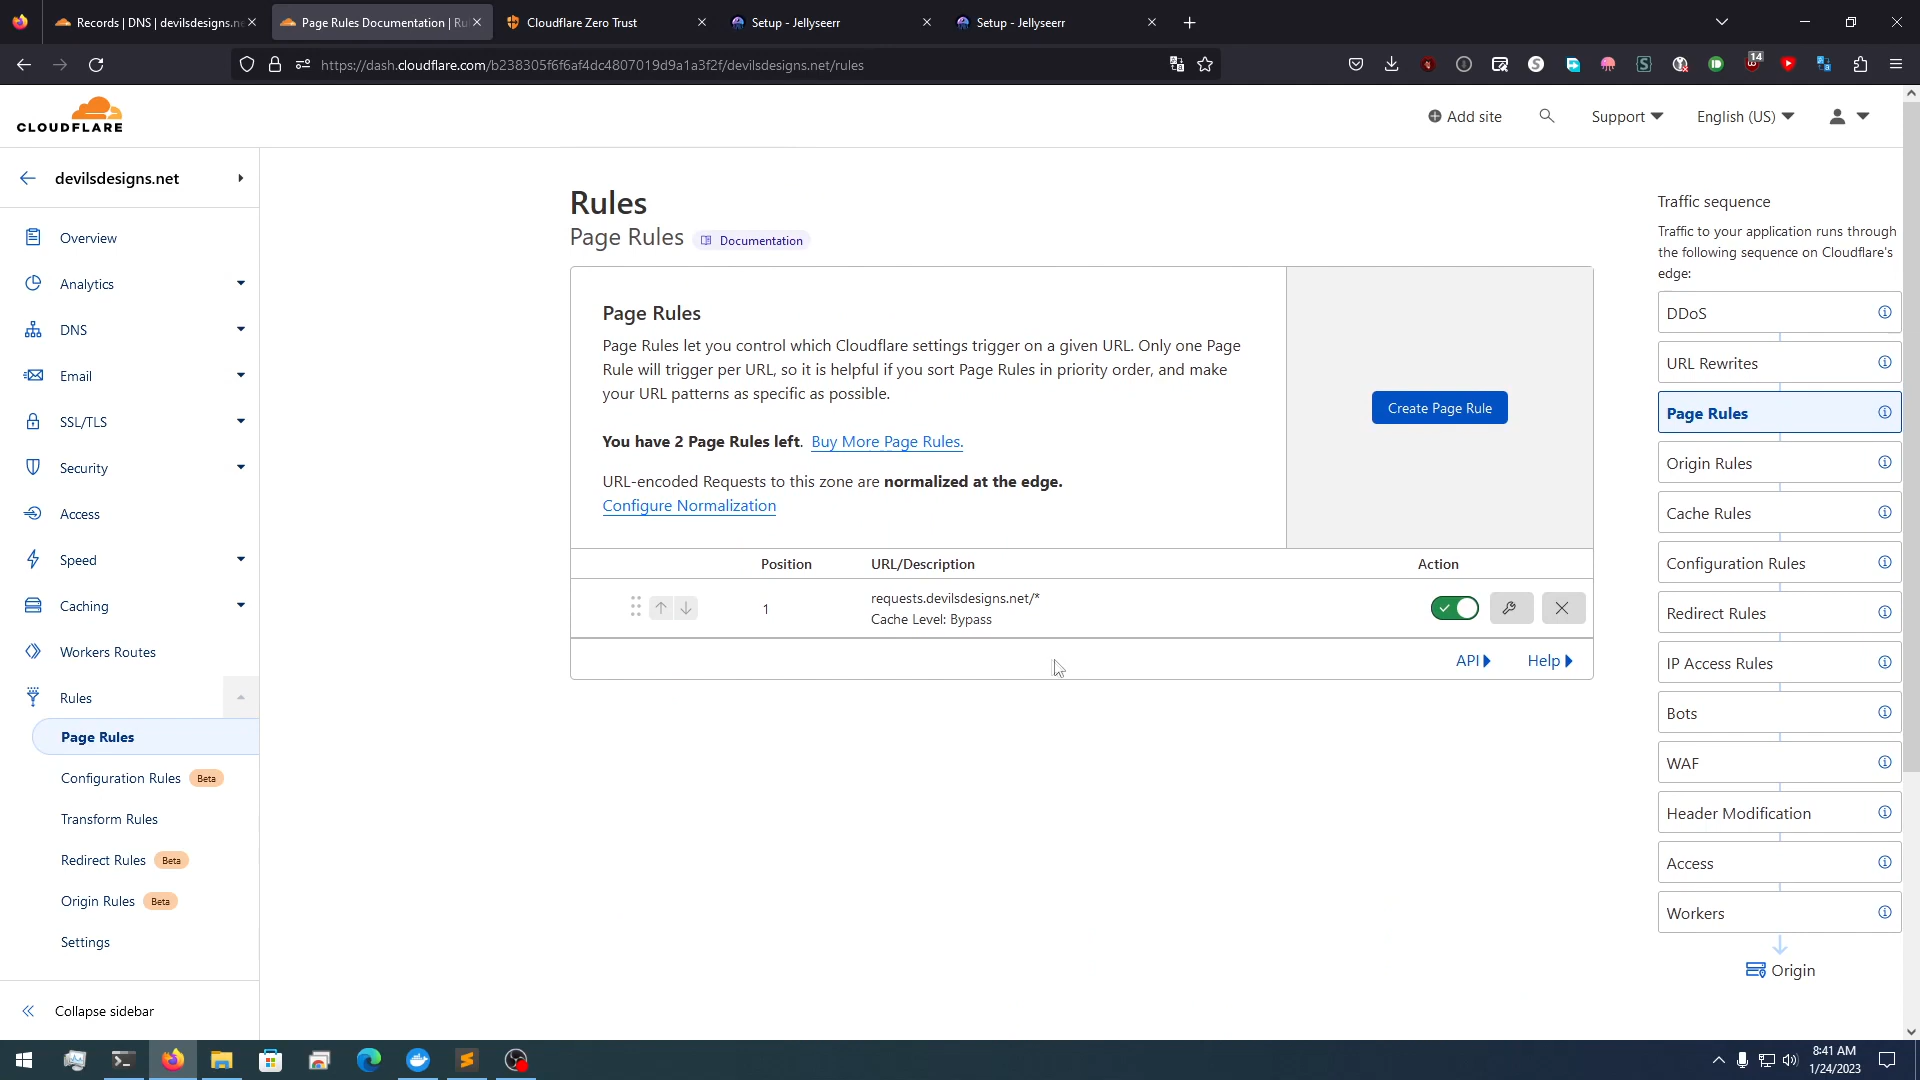 Records | DNS | devilsdesigns.n
Page Rules Documentation | Ru
Cloudflare Zero Trust
Setup - Jellyseerr
Setup - Jellyseerr
https://dash.cloudflare.com/b238305f6f6af4dc4807019d9a1a3f2f/devilsdesigns.net/rules
14
CLOUDFLARE
Add site
Support
English (US)
devilsdesigns.net
Overview
Analytics
DNS
Email
SSL/TLS
Security
Access
Speed
Caching
Workers Routes
Rules
Page Rules
Configuration Rules Beta
Transform Rules
Redirect Rules Beta
Origin Rules Beta
Settings
Collapse sidebar
Rules
Page Rules Documentation
Page Rules
Page Rules let you control which Cloudflare settings trigger on a given URL. Only one Page
Rule will trigger per URL, so it is helpful if you sort Page Rules in priority order, and make
your URL patterns as specific as possible.
You have 2 Page Rules left. Buy More Page Rules.
URL-encoded Requests to this zone are normalized at the edge.
Configure Normalization
Create Page Rule
Position URL/Description Action
1
requests.devilsdesigns.net/*
Cache Level: Bypass
API Help
Traffic sequence
Traffic to your application runs through
the following sequence on Cloudflare's
edge:
DDoS
URL Rewrites
Page Rules
Origin Rules
Cache Rules
Configuration Rules
Redirect Rules
IP Access Rules
Bots
WAF
Header Modification
Access
Workers
Origin
8:41 AM
1/24/2023